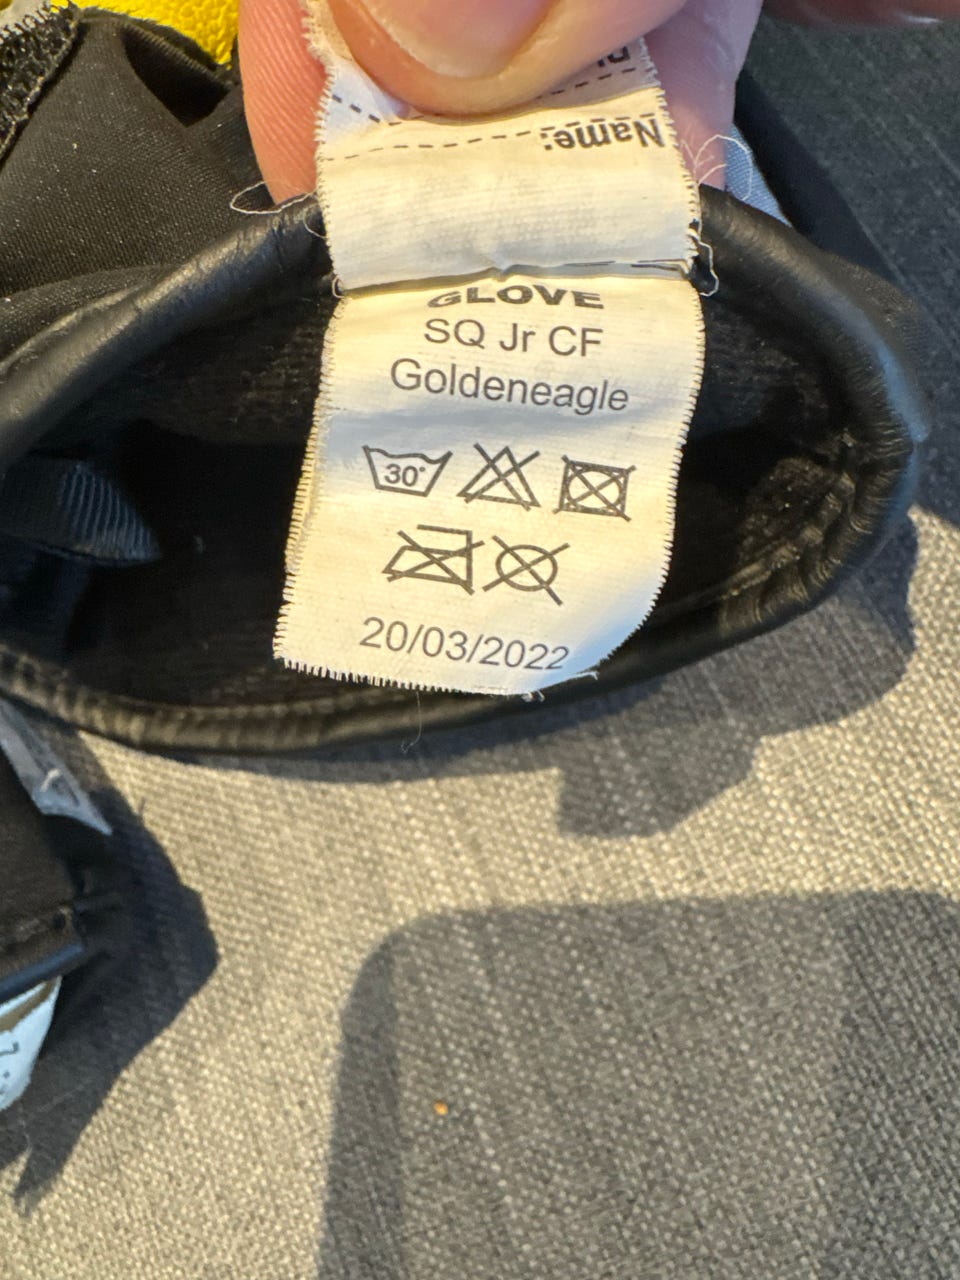 Name:
GLOVE
SQ Jr CF
Goldeneagle
30°
20/03/2022